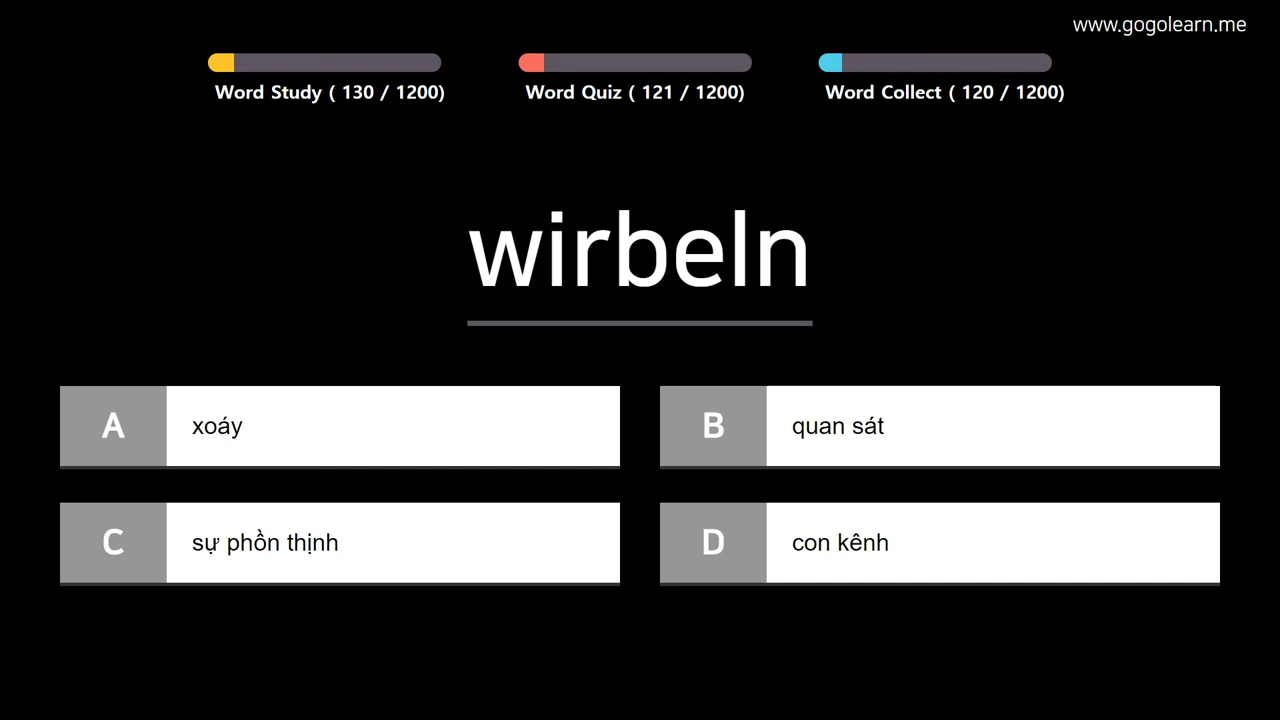 www.gogolearn.me
Word Study ( 130 / 1200)
Word Quiz ( 121 / 1200)
Word Collect ( 120 / 1200)
wirbeln
A xoáy
B quan sát
C sự phồn thịnh
D con kênh